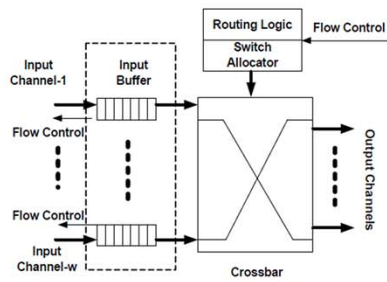 Input
Channel-1
Input
Buffer
Routing Logic
Switch
Allocator
Flow Control
Flow Control
Flow Control
Input
Channel-w
Output Channels
Crossbar